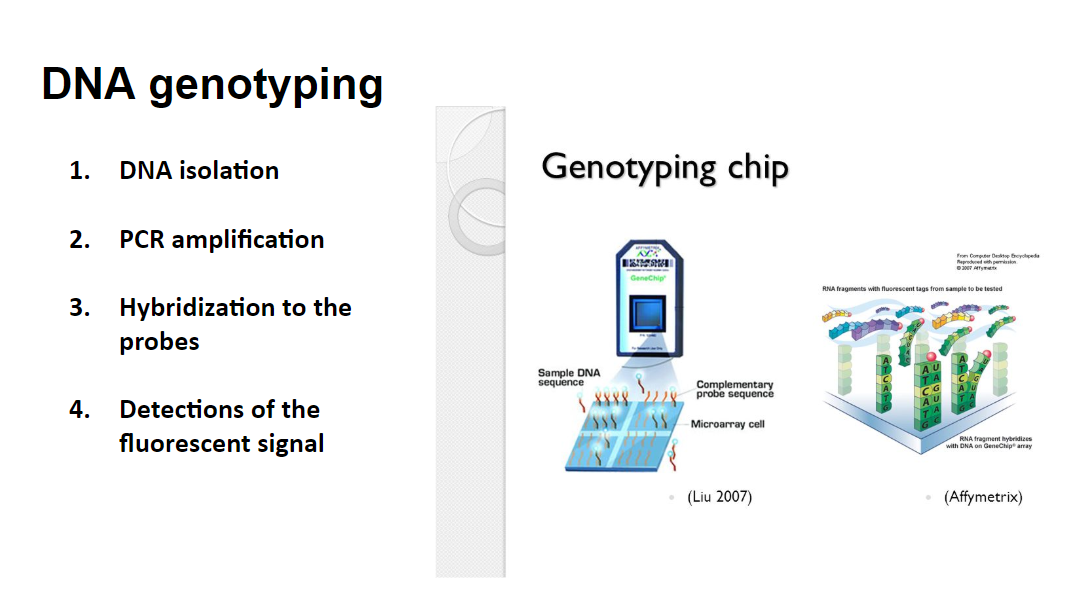 DNA genotyping
1. DNA isolation
2. PCR amplification
3. Hybridization to the
probes
4. Detections of the
fluorescent signal
Genotyping chip
AFFYMETRIX
GeneChip®
Sample DNA
sequence
Complementary
probe sequence
Microarray cell
(Liu 2007)
From Computer Desktop Encyclopedia
Reproduced with permission.
© 2007 Affymetrix
RNA fragments with fluorescent tags from sample to be tested
RNA fragment hybridizes
with DNA on GeneChip® array
(Affymetrix)